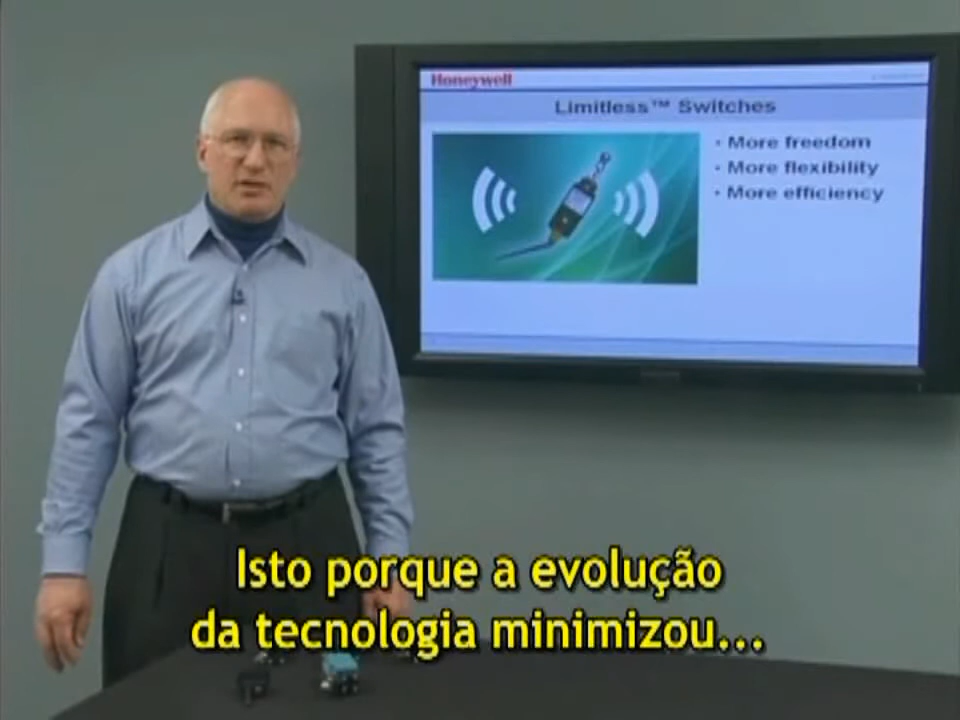 Honeywell
Limitless™ Switches
· More freedom
· More flexibility
· More efficiency
Isto porque a evolução
da tecnologia minimizou...